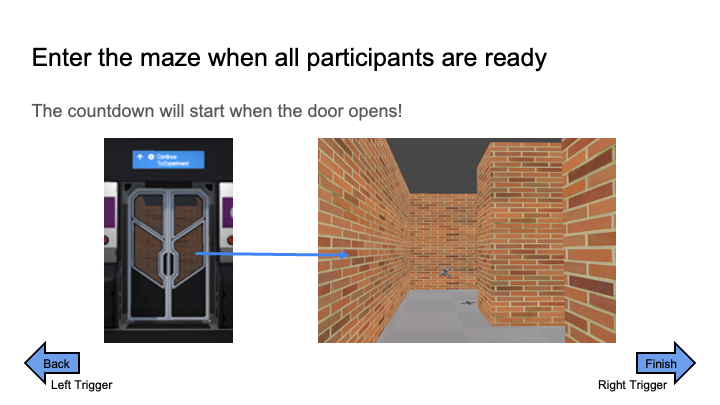 Enter the maze when all participants are ready
The countdown will start when the door opens!
Continue
To Experiment
Back
Finish
Left Trigger
Right Trigger